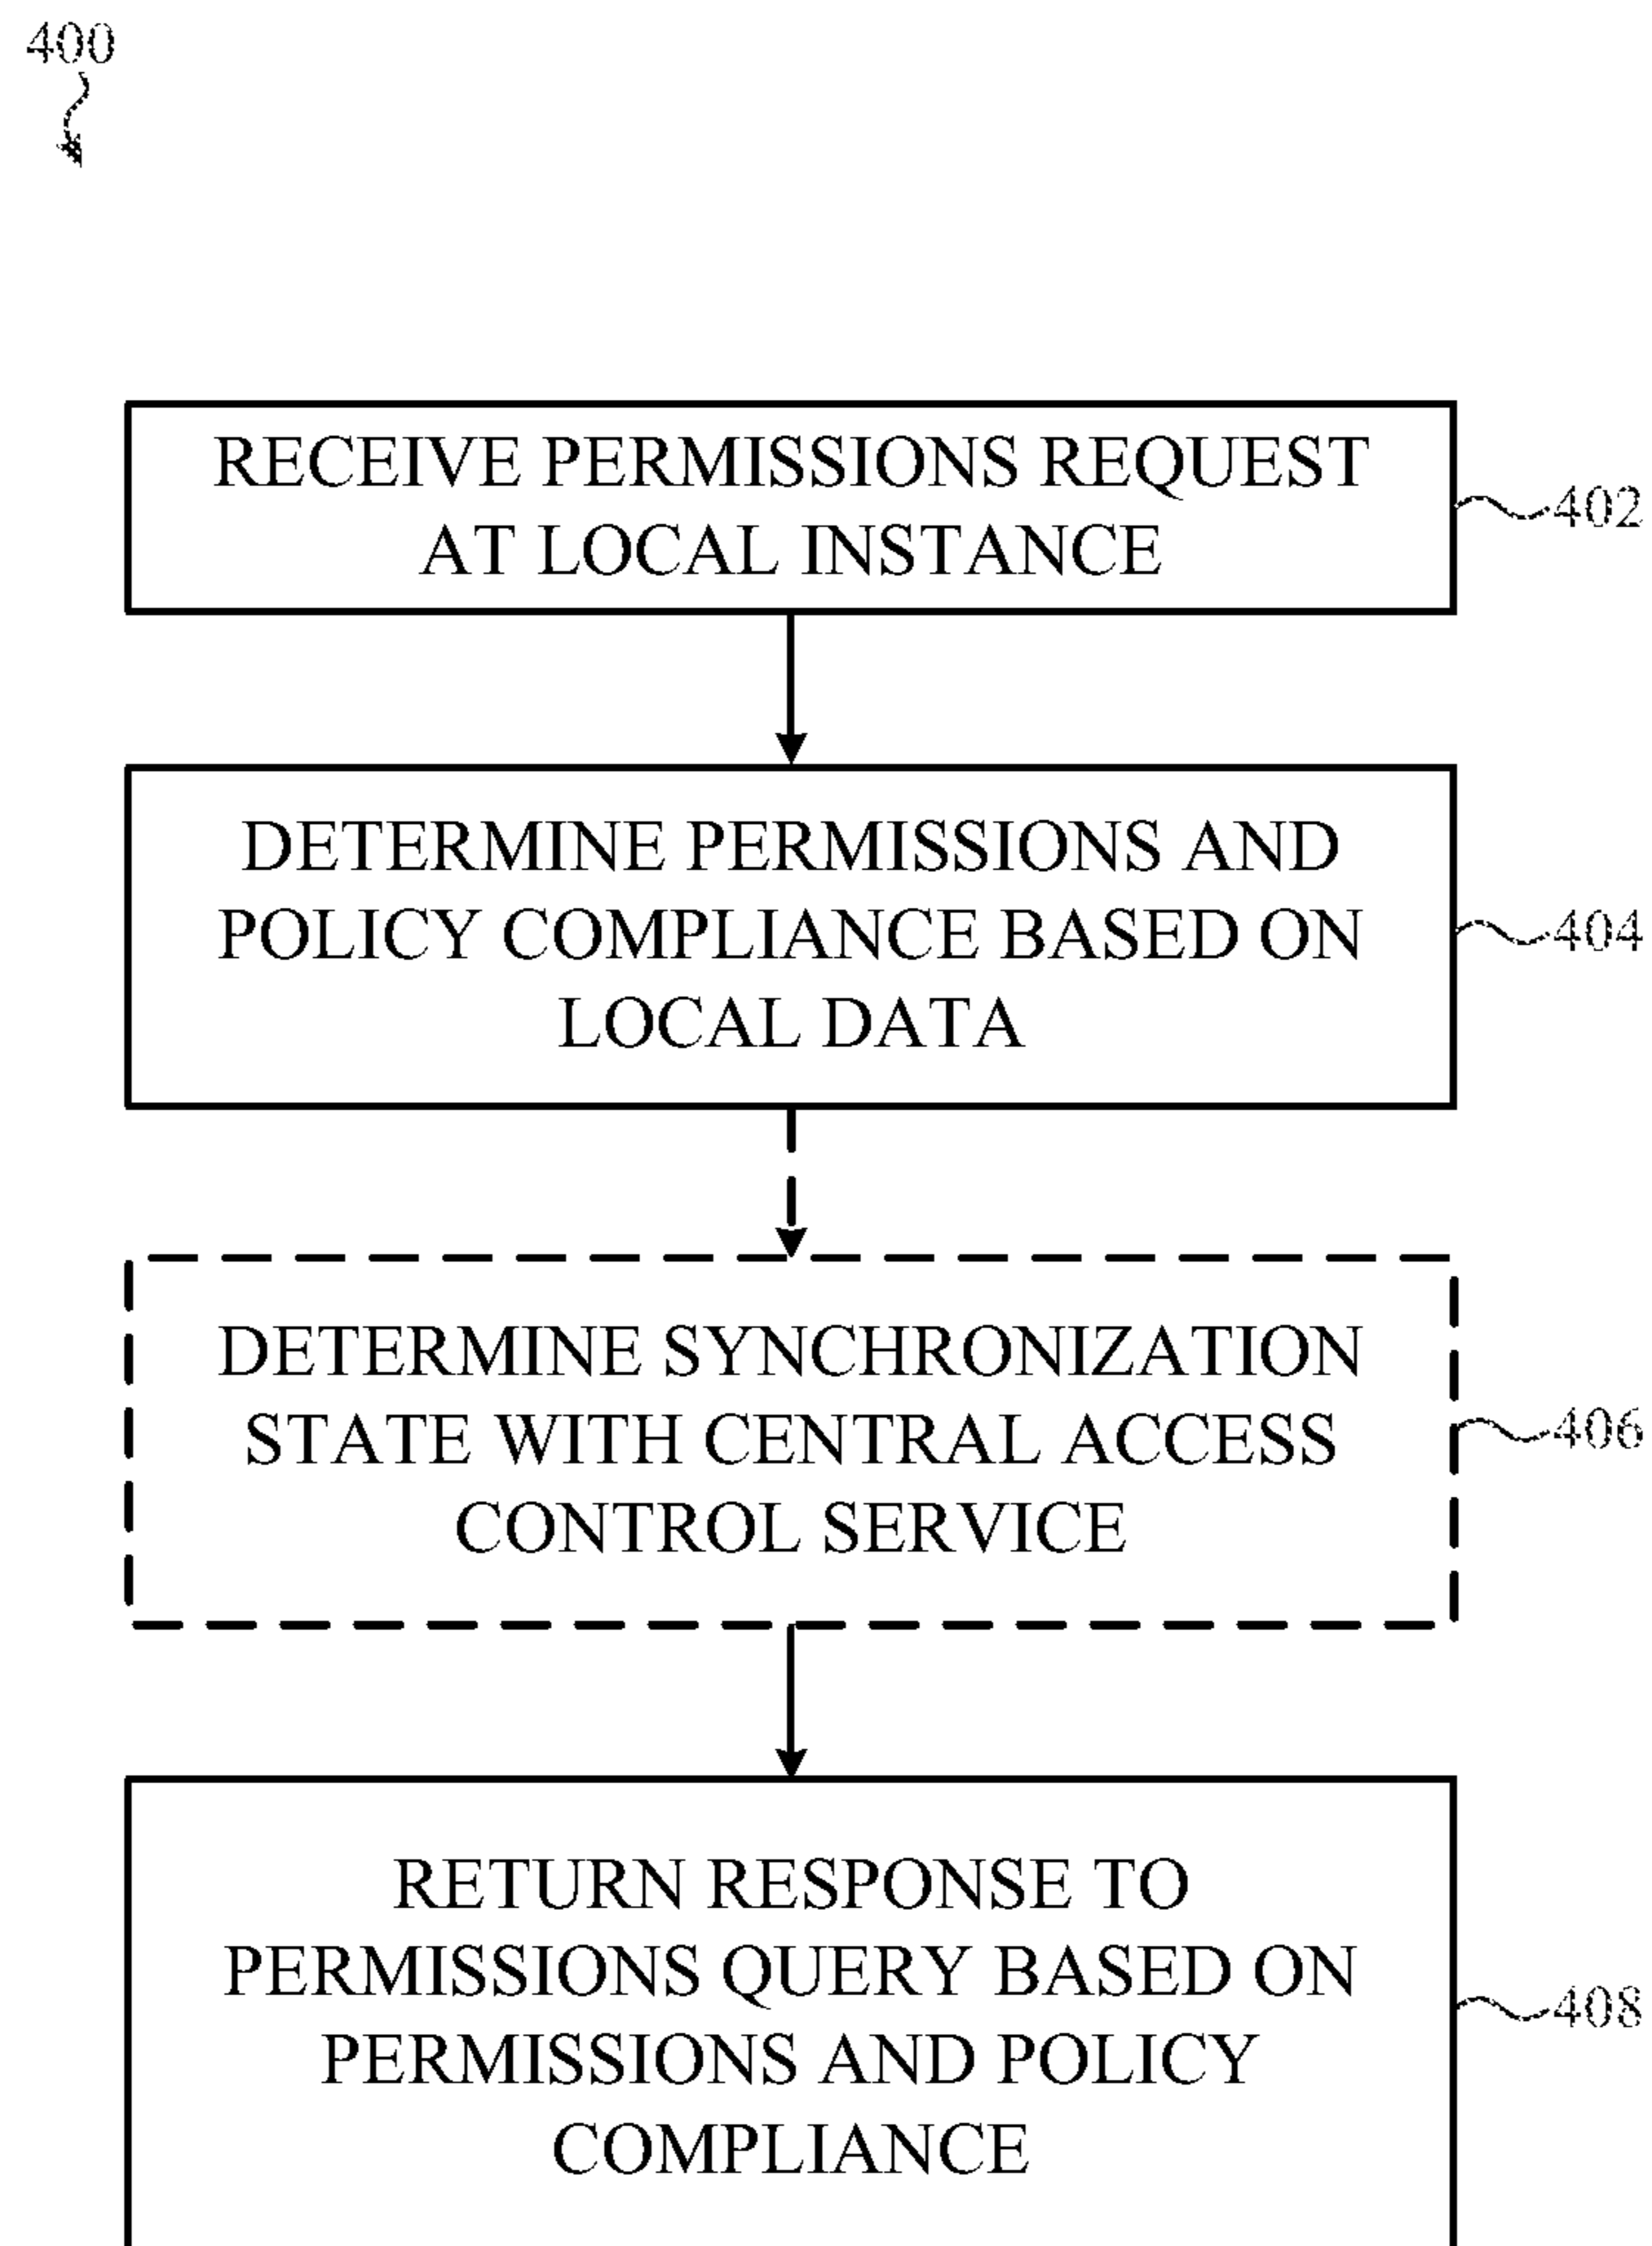 400
RECEIVE PERMISSIONS REQUEST
AT LOCAL INSTANCE
402
DETERMINE PERMISSIONS AND
POLICY COMPLIANCE BASED ON
LOCAL DATA
404
DETERMINE SYNCHRONIZATION
STATE WITH CENTRAL ACCESS
CONTROL SERVICE
406
RETURN RESPONSE TO
PERMISSIONS QUERY BASED ON
PERMISSIONS AND POLICY
COMPLIANCE
408